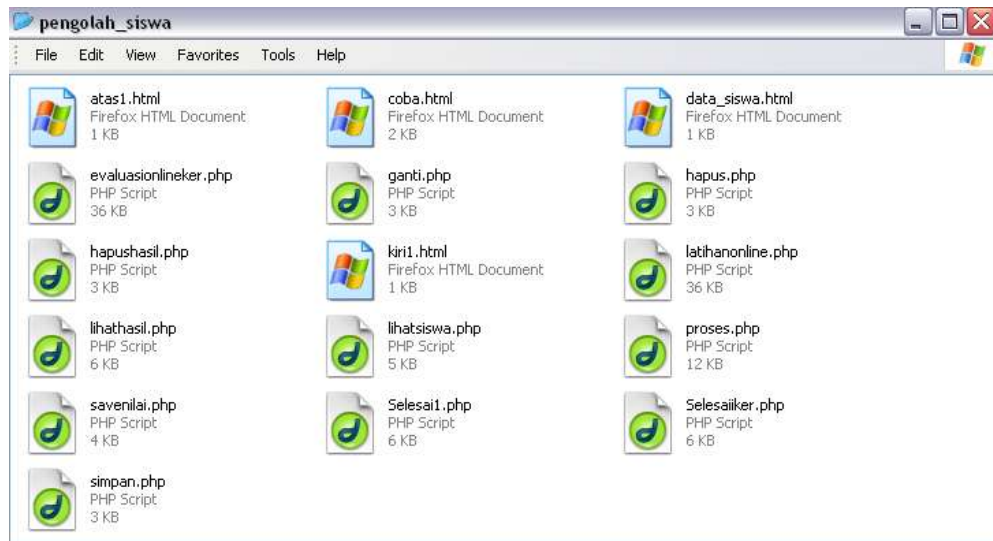 pengolah_siswa
File Edit View Favorites Tools Help
atas1.html
Firefox HTML Document
1 KB
coba.html
Firefox HTML Document
2 KB
data_siswa.html
Firefox HTML Document
1 KB
evaluasionlineker.php
PHP Script
36 KB
ganti.php
PHP Script
3 KB
hapus.php
PHP Script
3 KB
hapushasil.php
PHP Script
3 KB
kiri1.html
Firefox HTML Document
1 KB
latihanonline.php
PHP Script
36 KB
lihathasil.php
PHP Script
6 KB
lihatsiswa.php
PHP Script
5 KB
proses.php
PHP Script
12 KB
savenilai.php
PHP Script
4 KB
Selesai1.php
PHP Script
6 KB
Selesaiiker.php
PHP Script
6 KB
simpan.php
PHP Script
3 KB